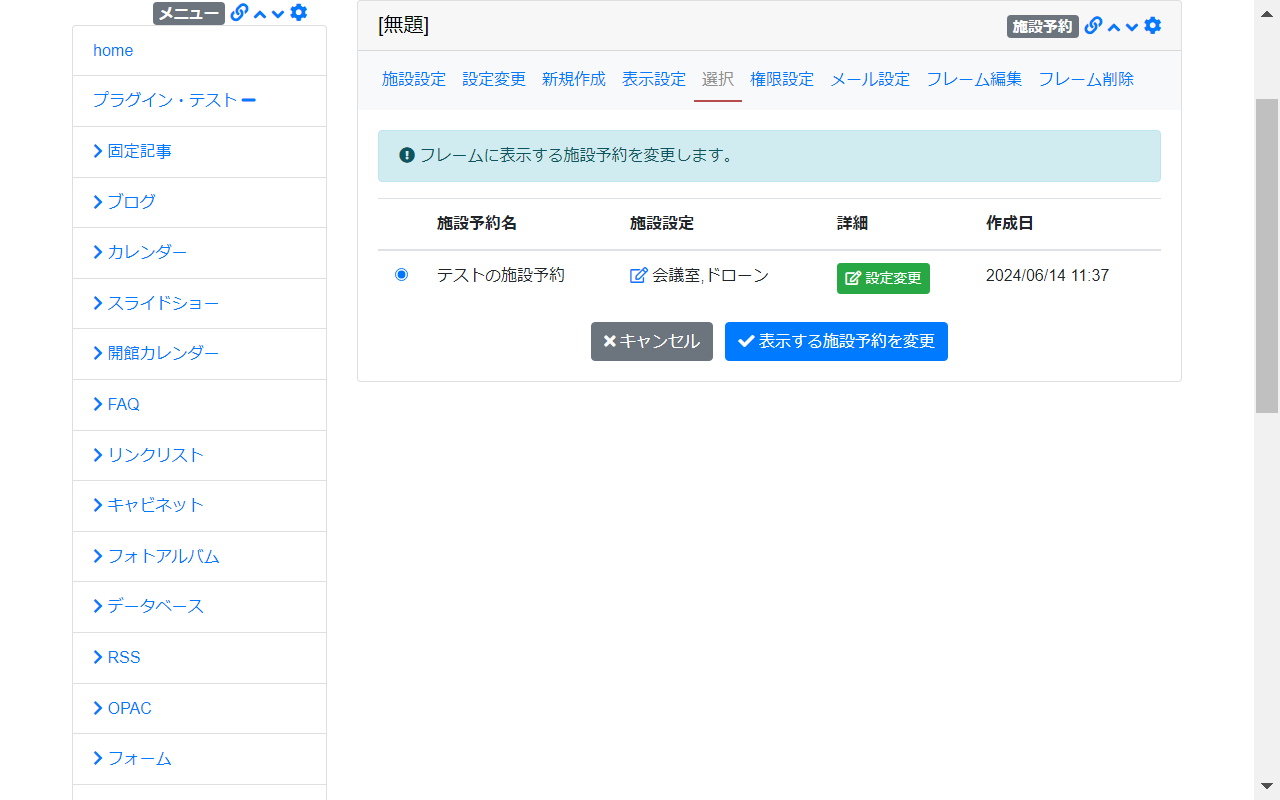 メニュー
home
プラグイン・テスト
固定記事
ブログ
カレンダー
スライドショー
開館カレンダー
FAQ
リンクリスト
キャビネット
フォトアルバム
データベース
RSS
OPAC
フォーム
[無題]
施設予約
施設設定 設定変更 新規作成 表示設定 選択 権限設定 メール設定 フレーム編集 フレーム削除
フレームに表示する施設予約を変更します。
施設予約名 施設設定 詳細 作成日
テストの施設予約 会議室,ドローン 設定変更 2024/06/14 11:37
キャンセル 表示する施設予約を変更